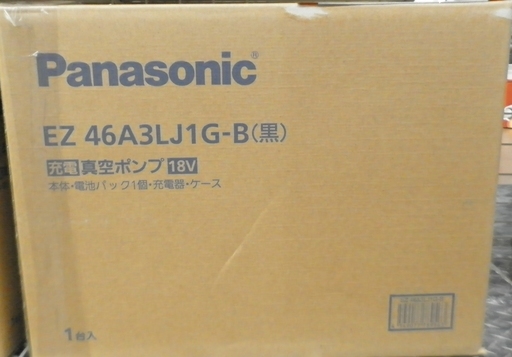 Panasonic®
EZ 46A3LJ1G-B(黒)
充電 真空ポンプ 18V
本体・電池パック1個・充電器・ケース
1台入